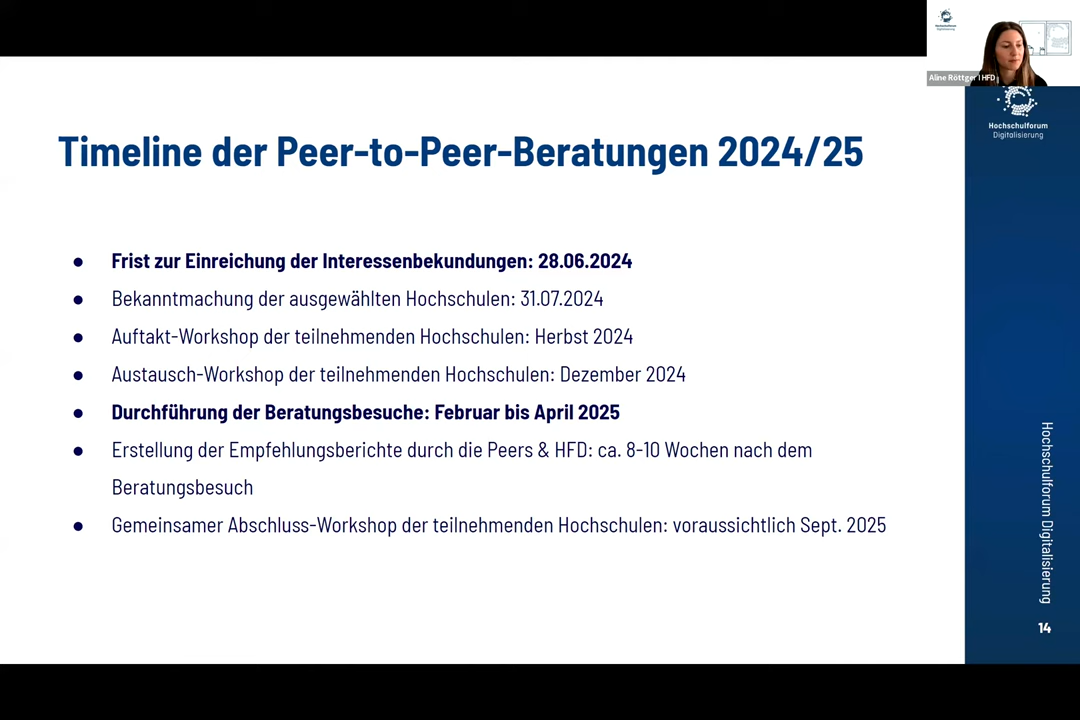 Aline Röttger | HFD
Hochschulforum
Digitalisierung
Timeline der Peer-to-Peer-Beratungen 2024/25
● Frist zur Einreichung der Interessenbekundungen: 28.06.2024
● Bekanntmachung der ausgewählten Hochschulen: 31.07.2024
● Auftakt-Workshop der teilnehmenden Hochschulen: Herbst 2024
● Austausch-Workshop der teilnehmenden Hochschulen: Dezember 2024
● Durchführung der Beratungsbesuche: Februar bis April 2025
● Erstellung der Empfehlungsberichte durch die Peers & HFD: ca. 8-10 Wochen nach dem
Beratungsbesuch
● Gemeinsamer Abschluss-Workshop der teilnehmenden Hochschulen: voraussichtlich Sept. 2025
Hochschulforum Digitalisierung
14